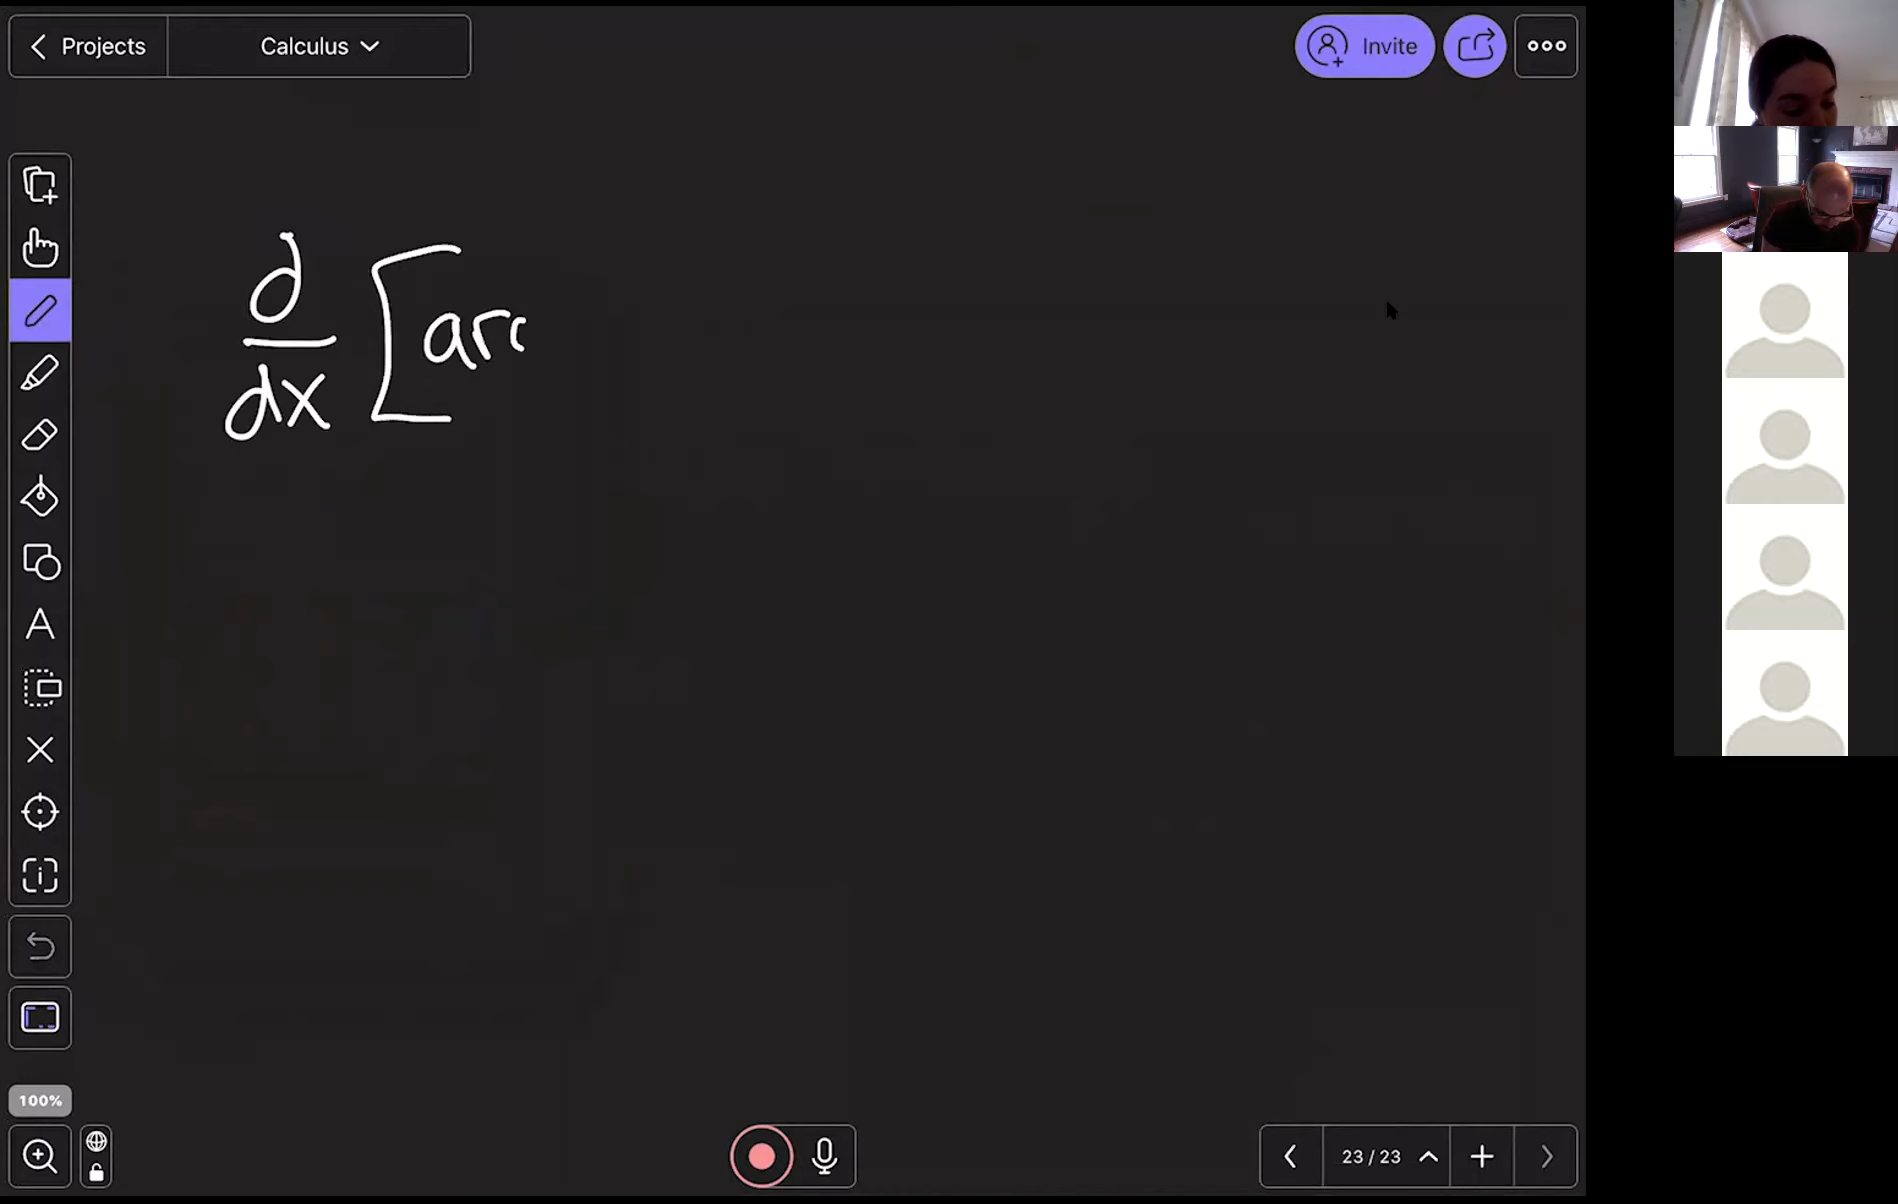 Projects
Calculus
Invite
d/dx [arc
100%
23 / 23